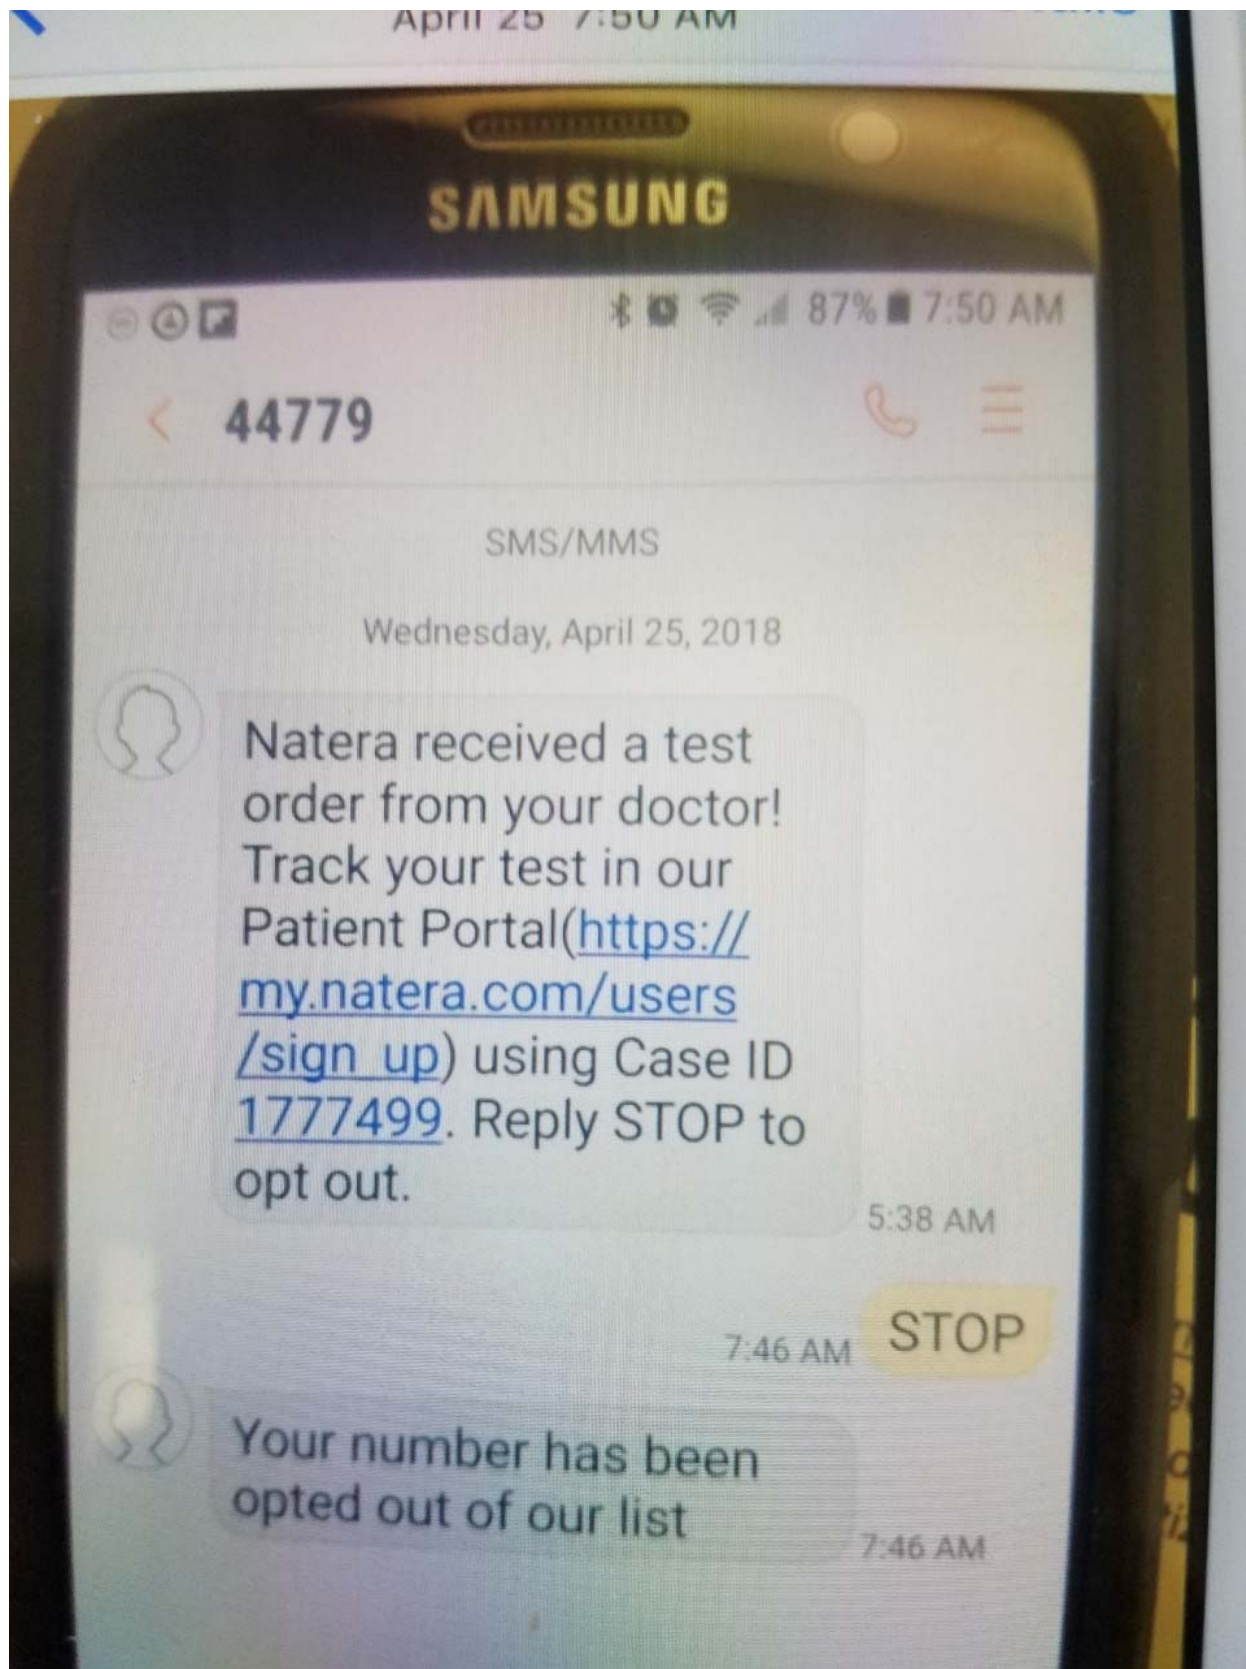 April 25 7:50 AM
SAMSUNG
87% 7:50 AM
44779
SMS/MMS
Wednesday, April 25, 2018
Natera received a test
order from your doctor!
Track your test in our
Patient Portal(https://
my.natera.com/users
/sign_up) using Case ID
1777499. Reply STOP to
opt out.
5:38 AM
7:46 AM STOP
Your number has been
opted out of our list
7:46 AM